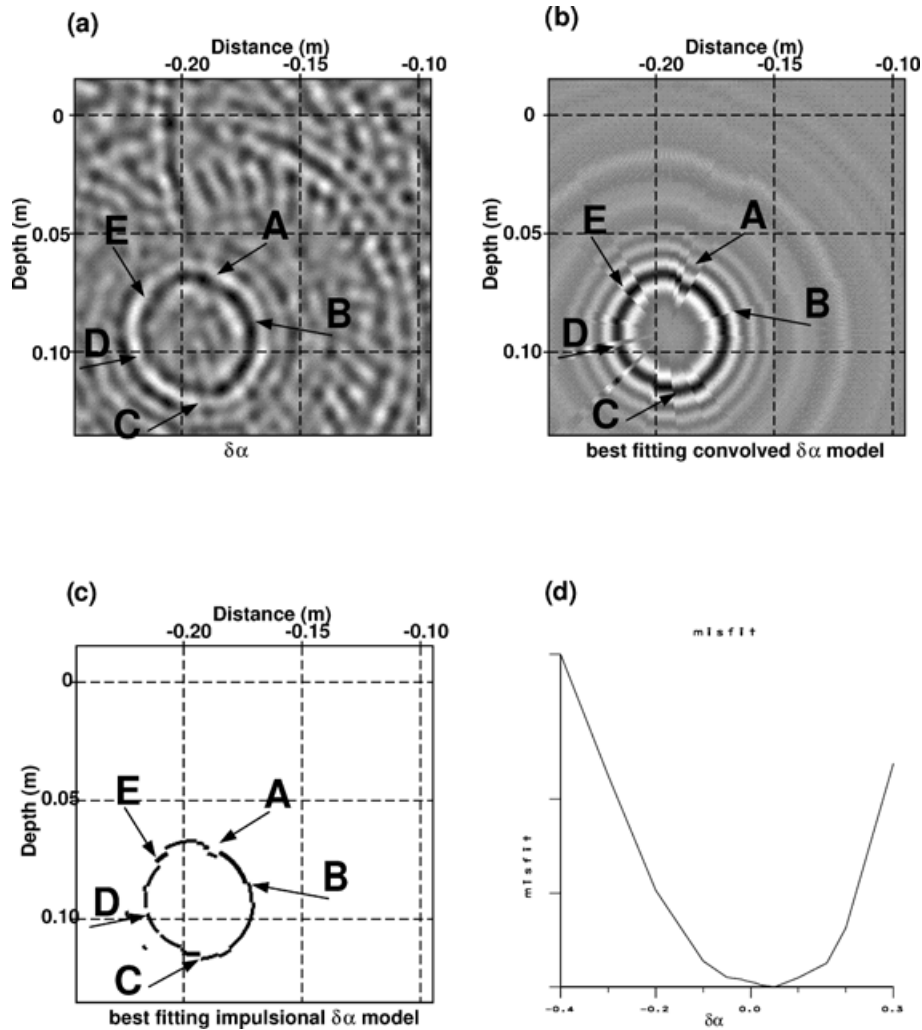 (a)
Distance (m)
-0.20 -0.15 -0.10
0
0.05
0.10
Depth (m)
E
A
B
D
C
δα
(b)
Distance (m)
-0.20 -0.15 -0.10
0
0.05
0.10
Depth (m)
E
A
B
D
C
best fitting convolved δα model
(c)
Distance (m)
-0.20 -0.15 -0.10
0
0.05
0.10
Depth (m)
E
A
B
D
C
best fitting impulsional δα model
(d)
misfit
misfit
-0.4 -0.2 0.0 0.3
δα